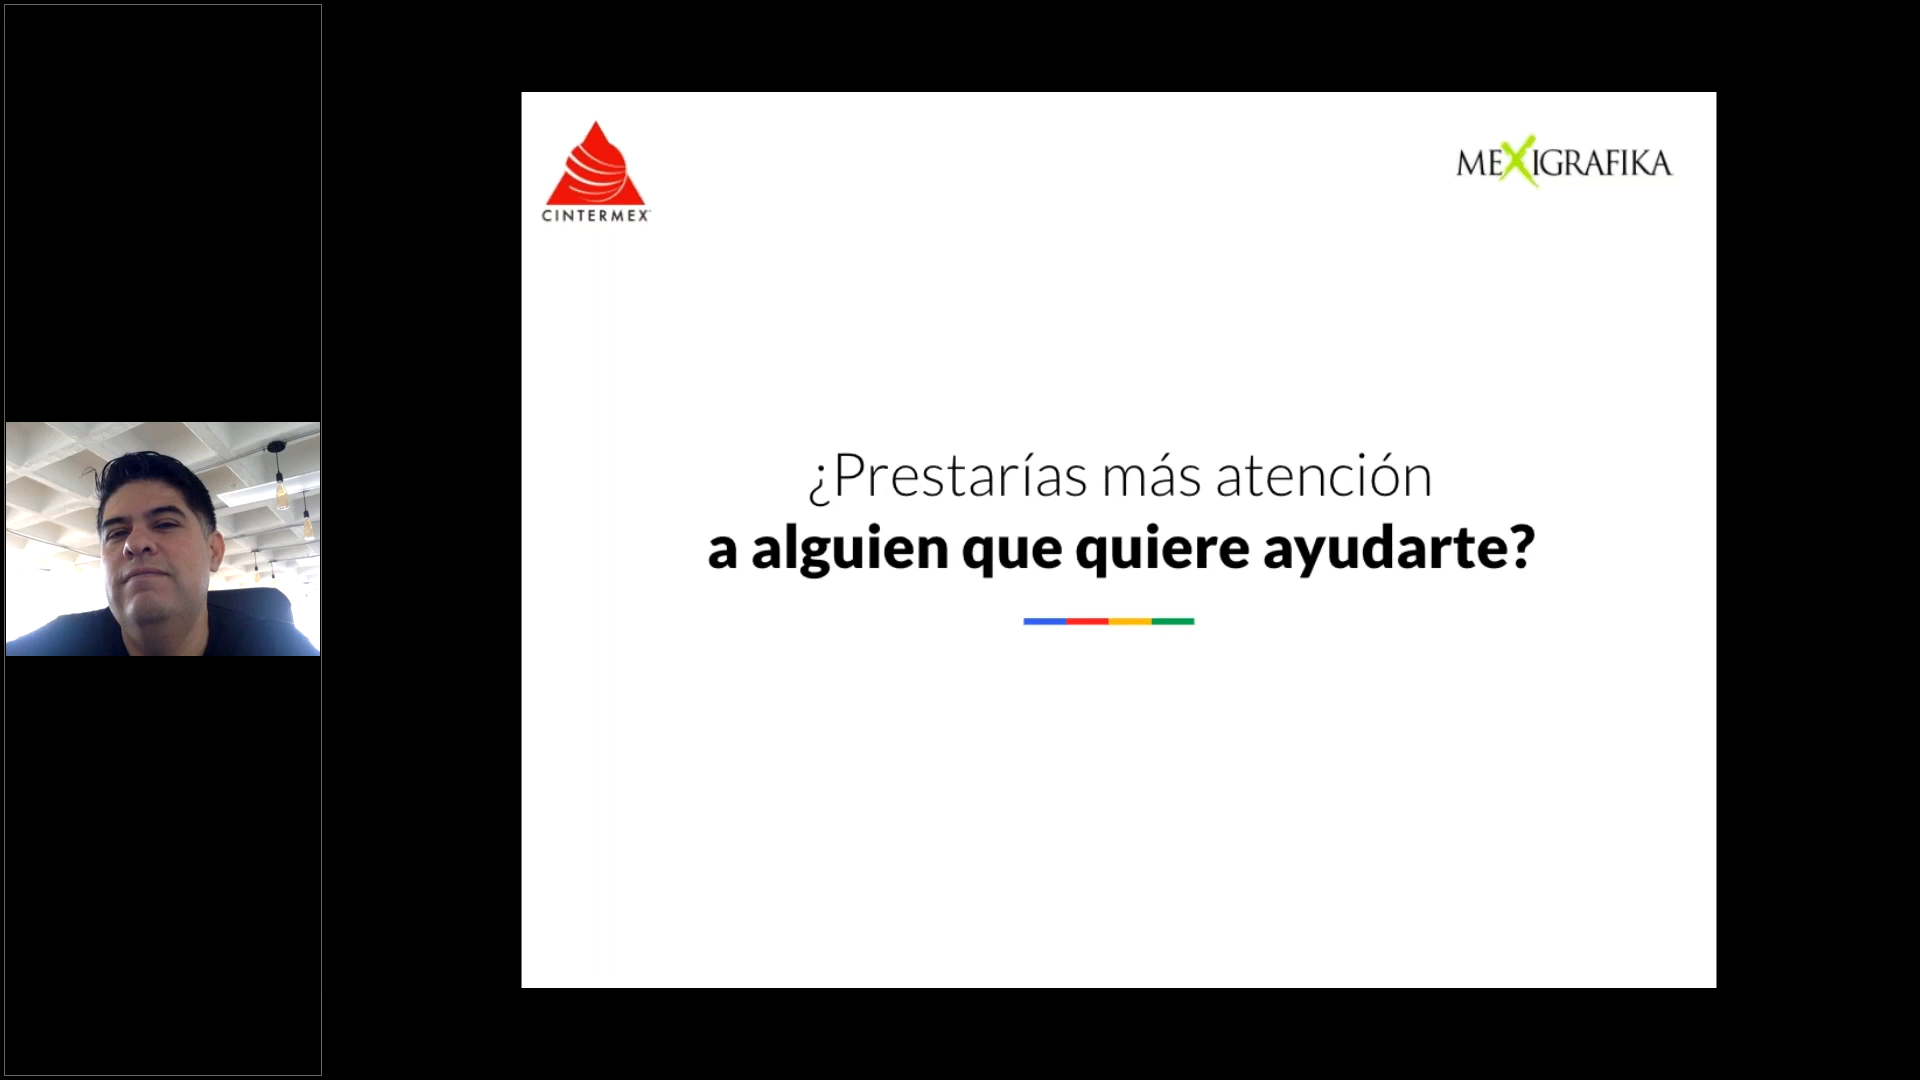 CINTERMEX
MEXIGRAFIKA
¿Prestarías más atención
a alguien que quiere ayudarte?